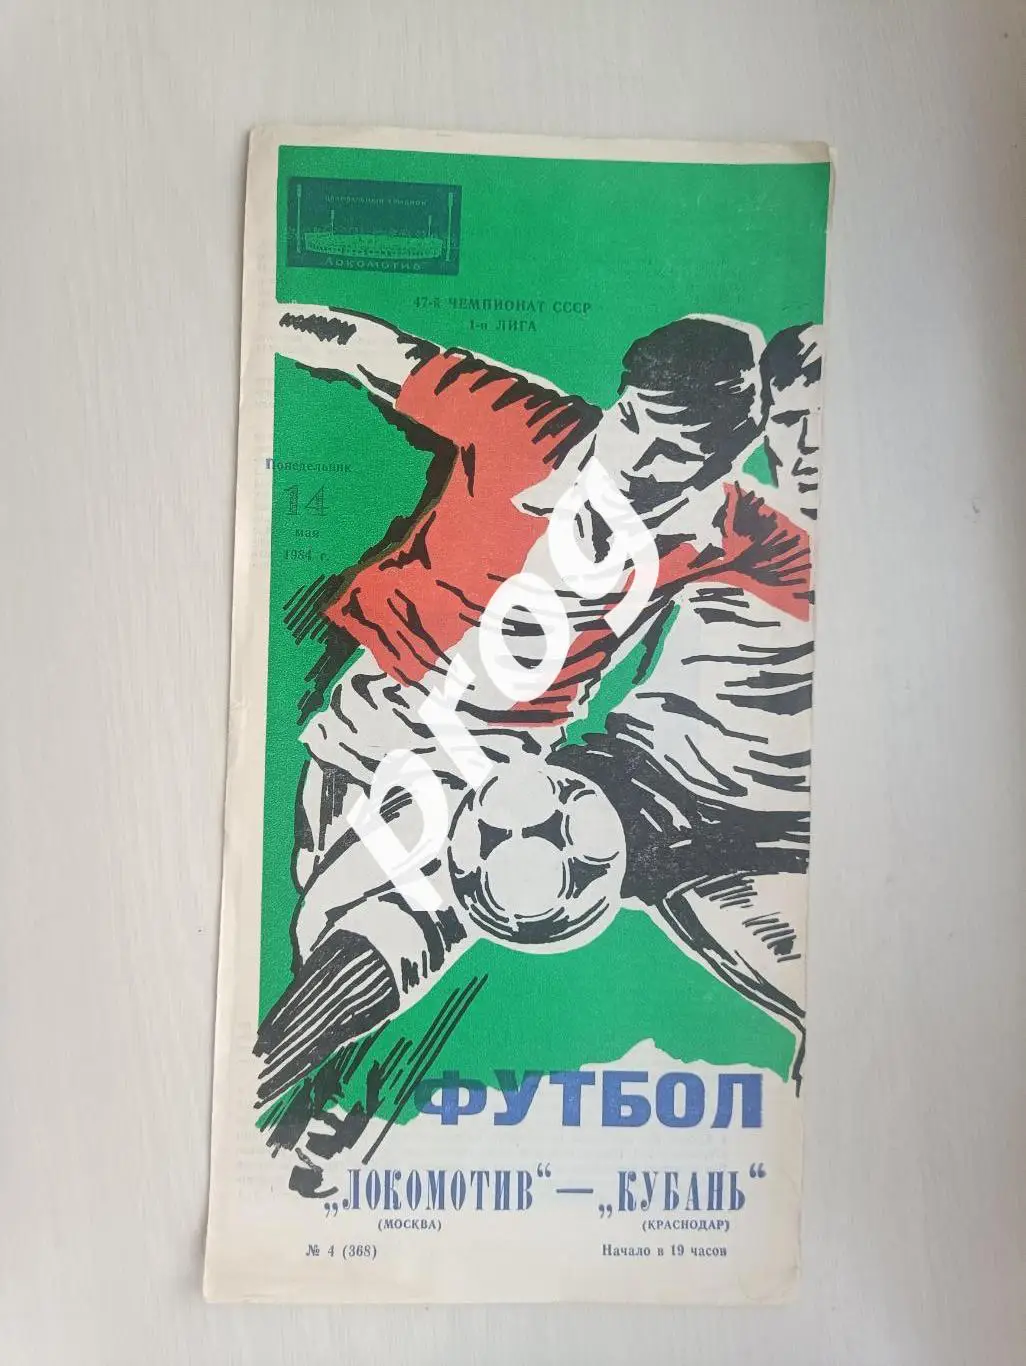 ЦЕНТРАЛЬНЫЙ СТАДИОН
"ЛОКОМОТИВ"
47-й ЧЕМПИОНАТ СССР
1-я ЛИГА
Понедельник
14
мая
1984 г.
prog
ФУТБОЛ
„ЛОКОМОТИВ“ — „КУБАНЬ“
(МОСКВА) (КРАСНОДАР)
№ 4 (368) Начало в 19 часов